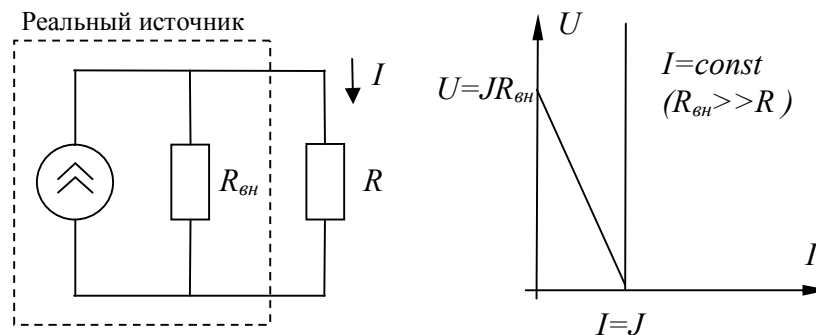 Реальный источник
I
Rвн
R
U
U=JRвн
I=const
(Rвн>>R )
I
I=J